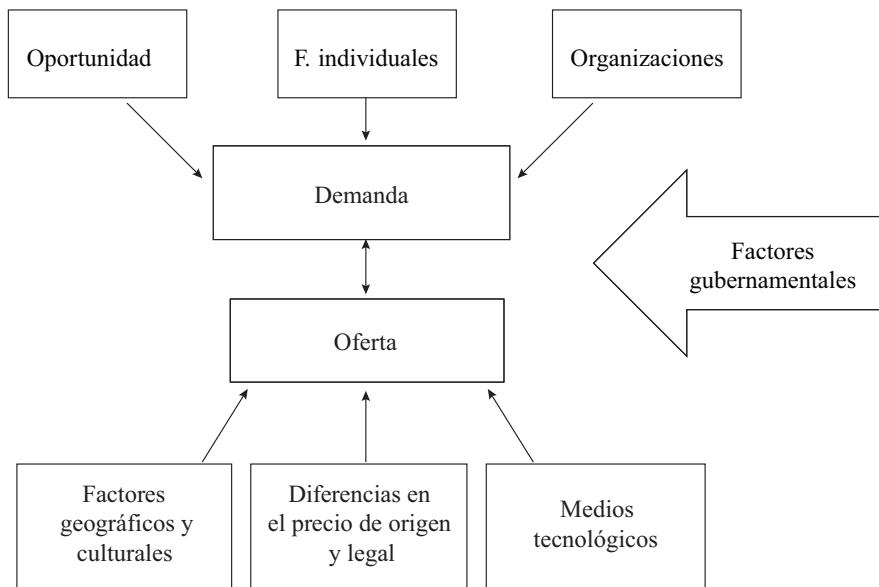 Oportunidad
F. individuales
Organizaciones
Demanda
Factores
gubernamentales
Oferta
Factores
geográficos y
culturales
Diferencias en
el precio de origen
y legal
Medios
tecnológicos